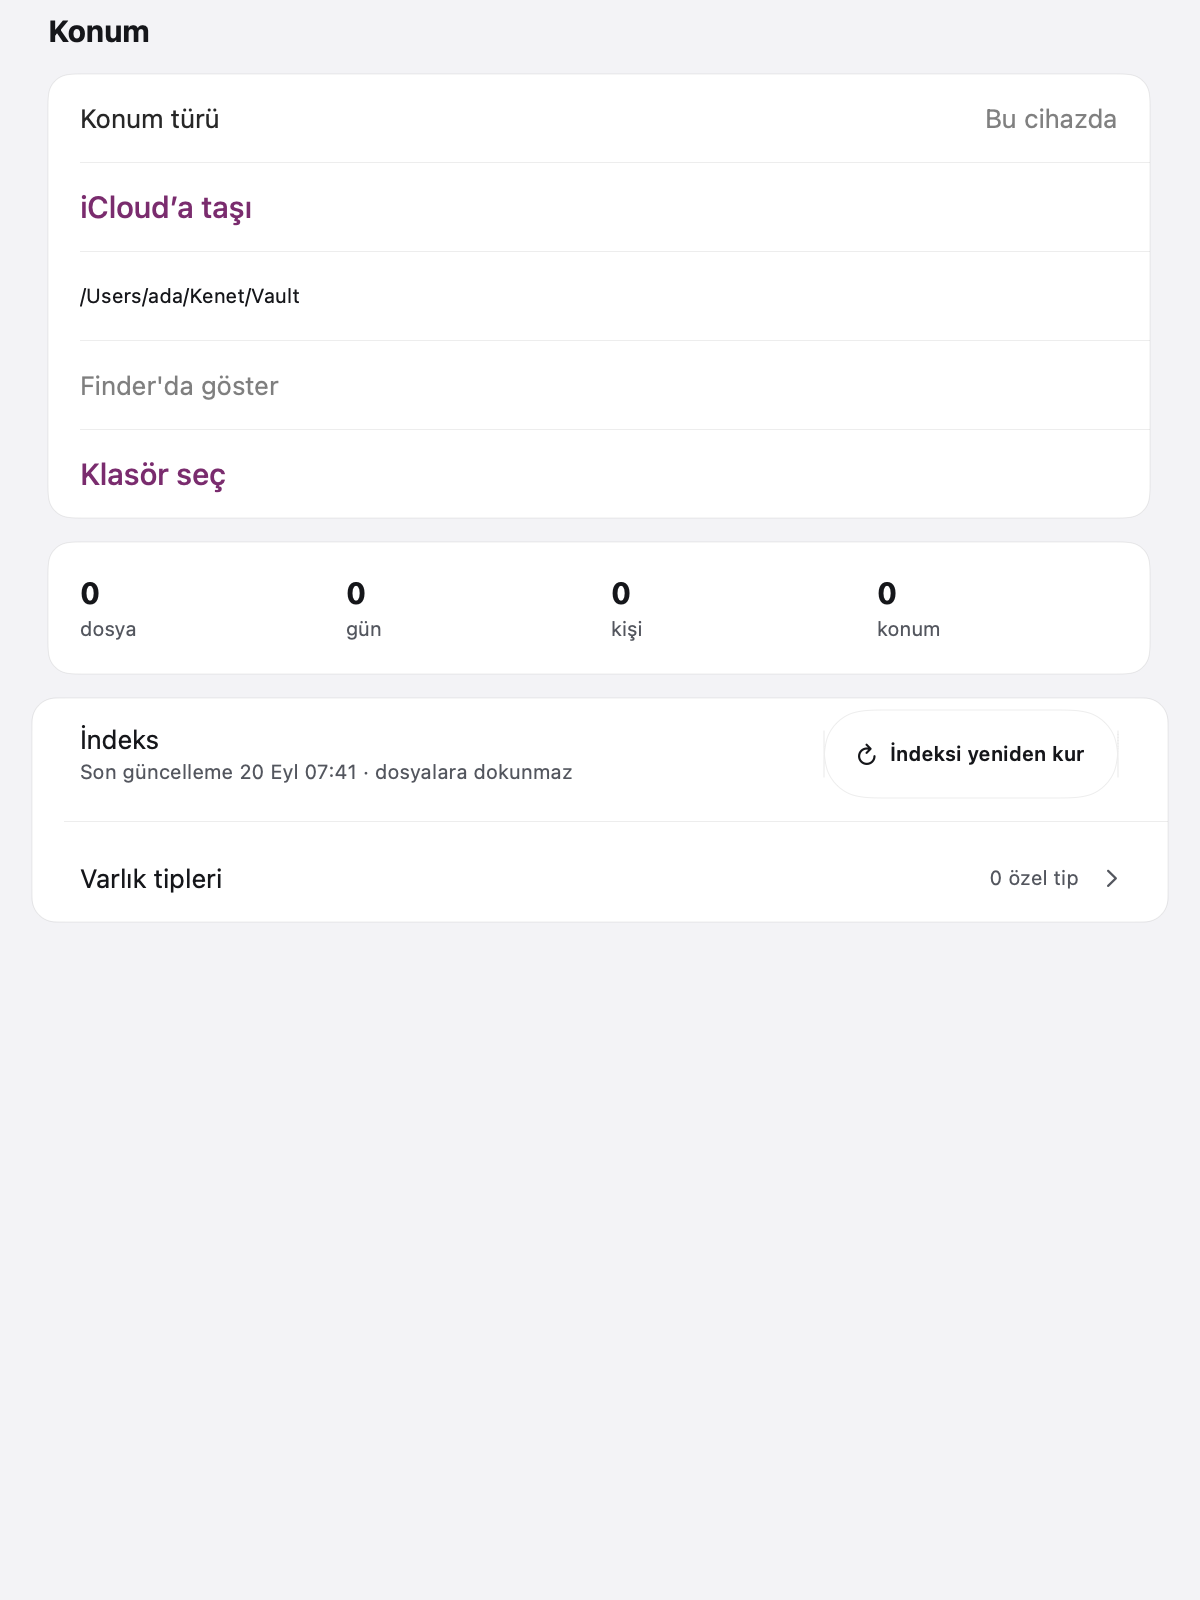 Konum
Konum türü
Bu cihazda
iCloud’a taşı
/Users/ada/Kenet/Vault
Finder'da göster
Klasör seç
0
dosya
0
gün
0
kişi
0
konum
İndeks
Son güncelleme 20 Eyl 07:41 · dosyalara dokunmaz
İndeksi yeniden kur
Varlık tipleri
0 özel tip